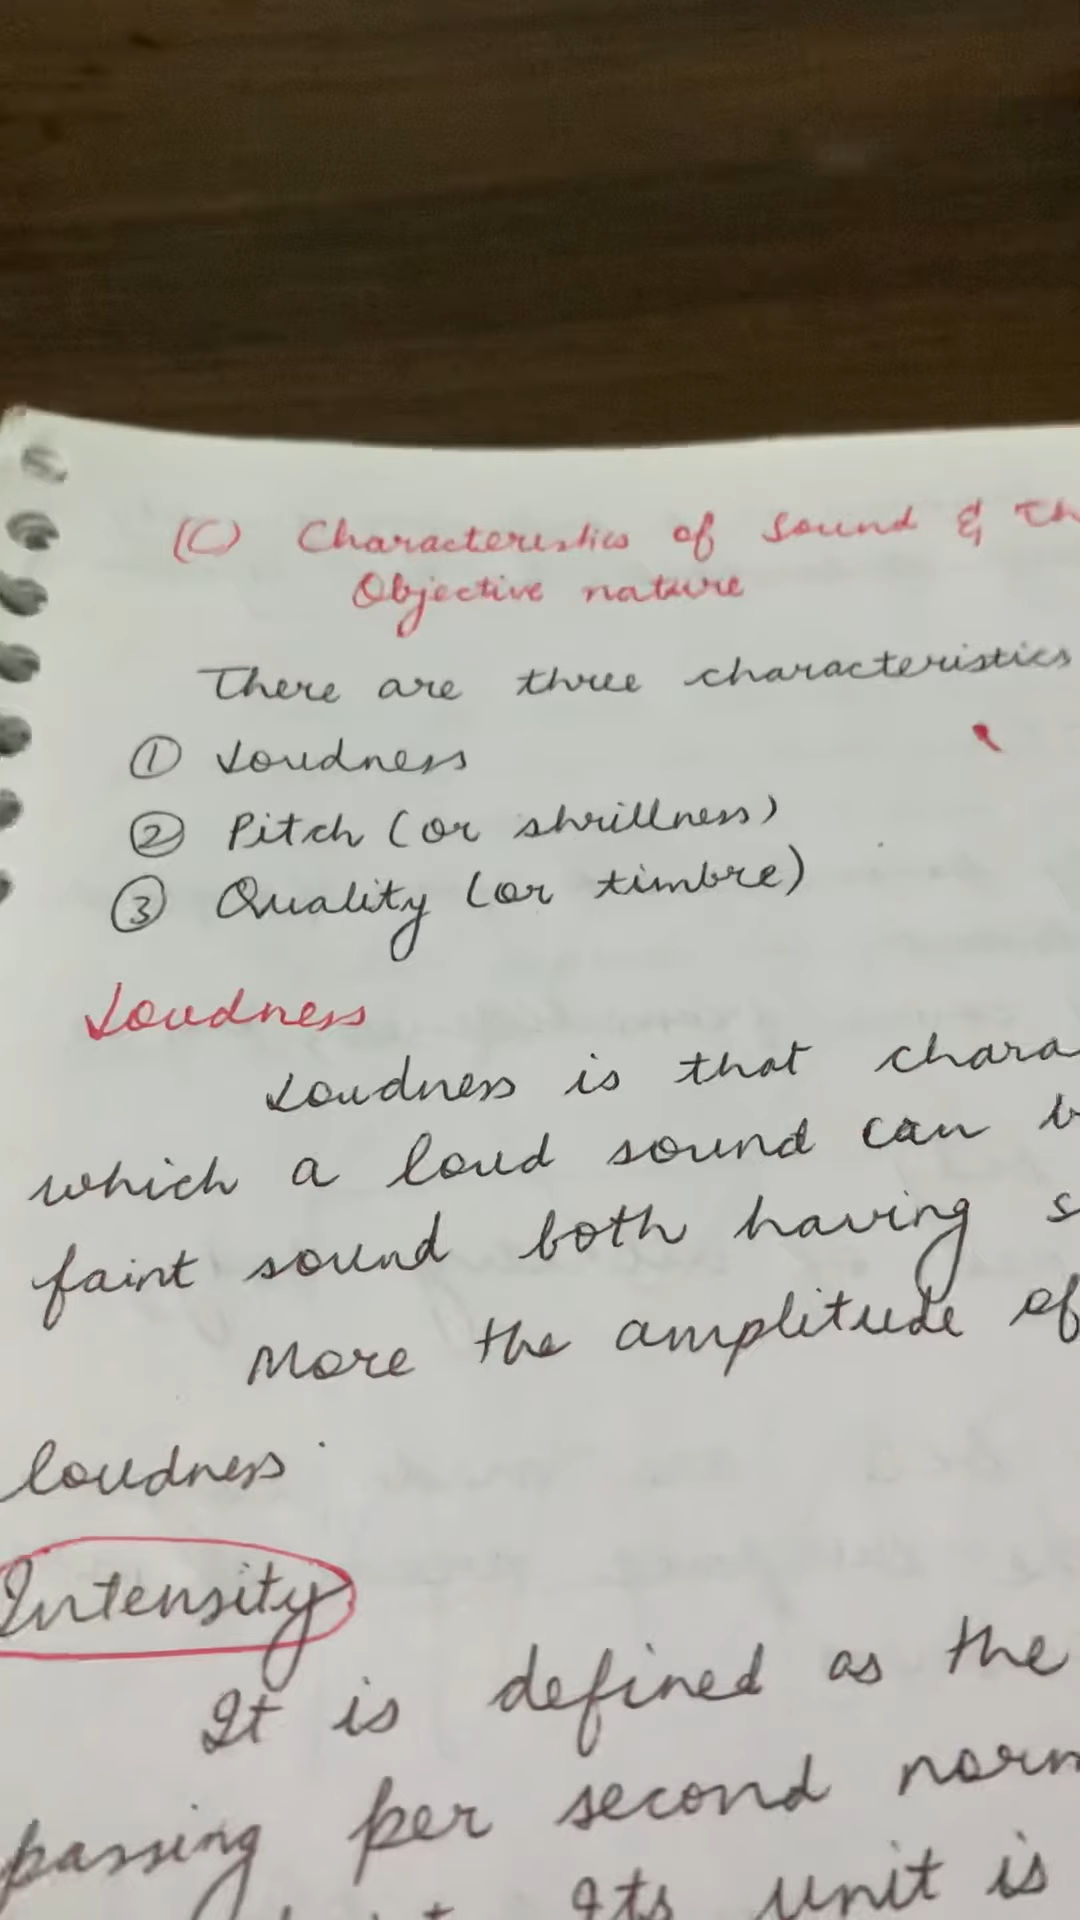 (C) Characteristics of Sound & Th
Objective nature
There are three characteristics
① Loudness
② Pitch (or shrillness)
③ Quality (or timbre)
Loudness
Loudness is that chara
which a loud sound can b
faint sound both having s
More the amplitude of
loudness
Intensity
It is defined as the
passing per second norm
Its unit is